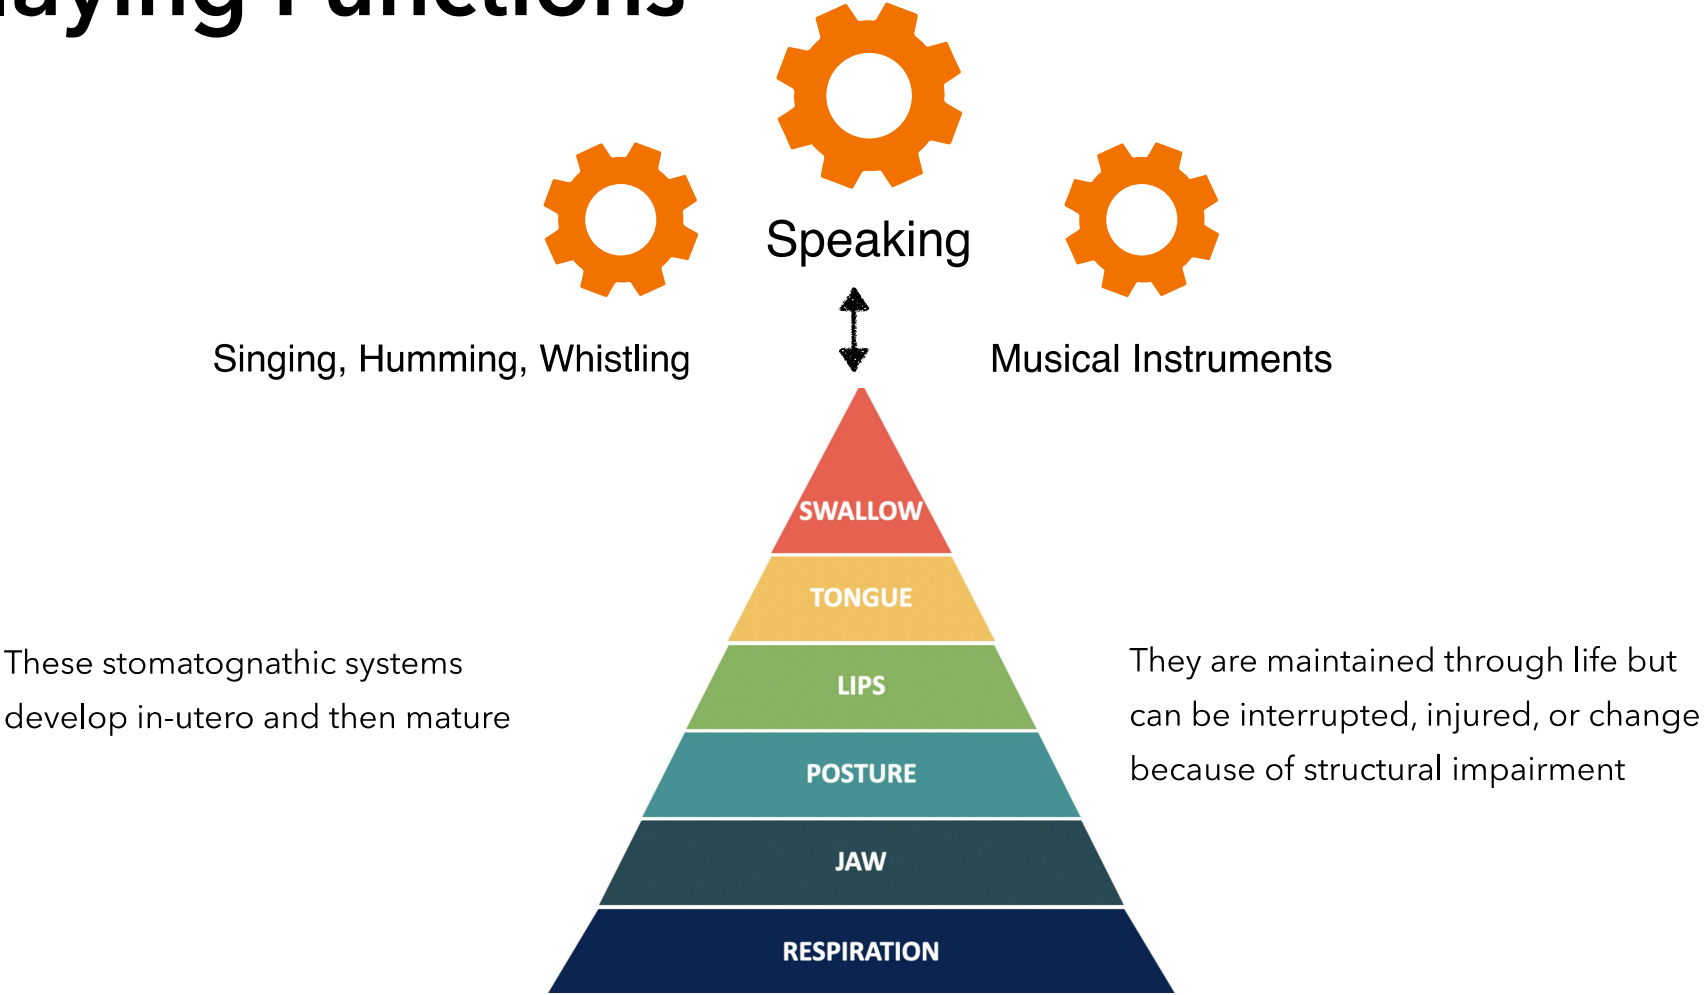 Functions
Speaking
Singing, Humming, Whistling
Musical Instruments
SWALLOW
TONGUE
LIPS
POSTURE
JAW
RESPIRATION
These stomatognathic systems
develop in-utero and then mature
They are maintained through life but
can be interrupted, injured, or change
because of structural impairment